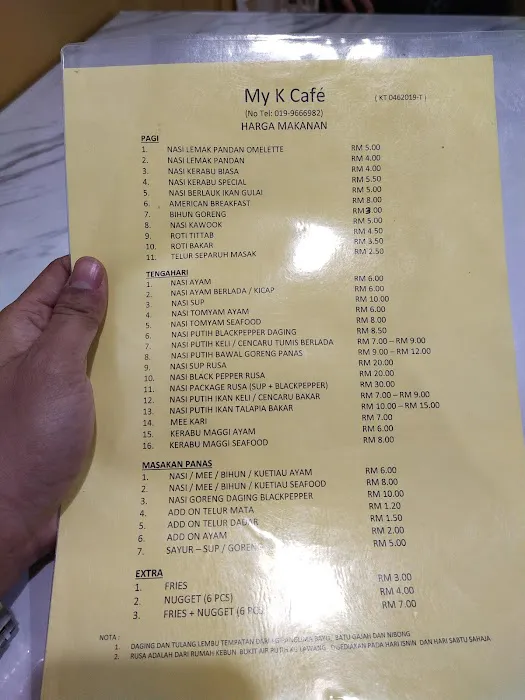 My K Café
( KT 0462019-T )
(No Tel: 019-9666982)
HARGA MAKANAN
PAGI
1. NASI LEMAK PANDAN OMELETTE RM 5.00
2. NASI LEMAK PANDAN RM 4.00
3. NASI KERABU BIASA RM 4.00
4. NASI KERABU SPECIAL RM 5.50
5. NASI BERLAUK IKAN GULAI RM 5.00
6. AMERICAN BREAKFAST RM 8.00
7. BIHUN GORENG RM 3.00
8. NASI KAWOOK RM 5.00
9. ROTI TITTAB RM 4.50
10. ROTI BAKAR RM 3.50
11. TELUR SEPARUH MASAK RM 2.50
TENGAHARI
1. NASI AYAM RM 6.00
2. NASI AYAM BERLADA / KICAP RM 6.00
3. NASI SUP RM 10.00
4. NASI TOMYAM AYAM RM 6.00
5. NASI TOMYAM SEAFOOD RM 8.00
6. NASI PUTIH BLACKPEPPER DAGING RM 8.50
7. NASI PUTIH KELI / CENCARU TUMIS BERLADA RM 7.00 – RM 9.00
8. NASI PUTIH BAWAL GORENG PANAS RM 9.00 – RM 12.00
9. NASI SUP RUSA RM 20.00
10. NASI BLACK PEPPER RUSA RM 20.00
11. NASI PACKAGE RUSA (SUP + BLACKPEPPER) RM 30.00
12. NASI PUTIH IKAN KELI / CENCARU BAKAR RM 7.00 – RM 9.00
13. NASI PUTIH IKAN TALAPIA BAKAR RM 10.00 – RM 15.00
14. MEE KARI RM 7.00
15. KERABU MAGGI AYAM RM 6.00
16. KERABU MAGGI SEAFOOD RM 8.00
MASAKAN PANAS
1. NASI / MEE / BIHUN / KUETIAU AYAM RM 6.00
2. NASI / MEE / BIHUN / KUETIAU SEAFOOD RM 8.00
3. NASI GORENG DAGING BLACKPEPPER RM 10.00
4. ADD ON TELUR MATA RM 1.20
5. ADD ON TELUR DADAR RM 1.50
6. ADD ON AYAM RM 2.00
7. SAYUR – SUP / GORENG RM 5.00
EXTRA
1. FRIES RM 3.00
2. NUGGET (6 PCS) RM 4.00
3. FRIES + NUGGET (6 PCS) RM 7.00
NOTA :
1. DAGING DAN TULANG LEMBU TEMPATAN BATU GAJAH DAN NIBONG
2. RUSA ADALAH DARI RUMAH KEBUN BUKIT AIR PUTIH PADA HARI ISNIN DAN HARI SABTU SAHAJA